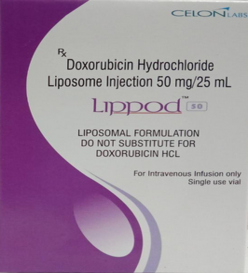 CELON LABS
Rx
Doxorubicin Hydrochloride
Liposome Injection 50 mg/25 mL
Lippod™ 50
LIPOSOMAL FORMULATION
DO NOT SUBSTITUTE FOR
DOXORUBICIN HCL
For Intravenous Infusion only
Single use vial